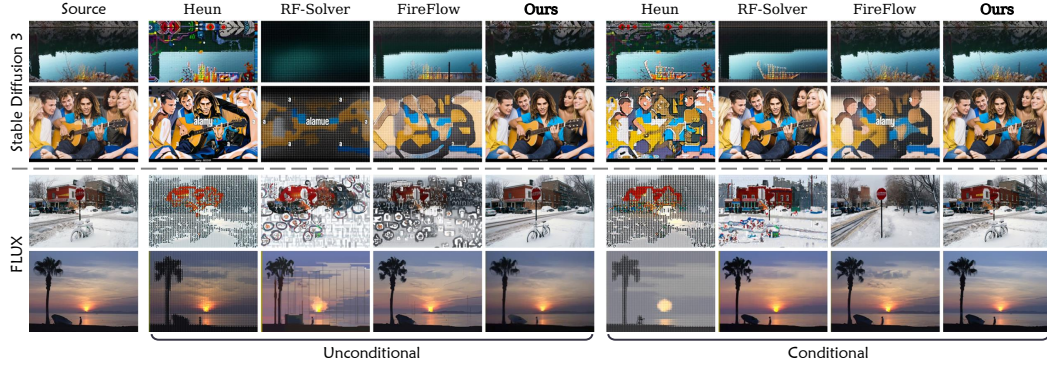 Source Heun RF-Solver FireFlow Ours Heun RF-Solver FireFlow Ours
Stable Diffusion 3
alamy alamue alamy alamy
FLUX
Unconditional Conditional